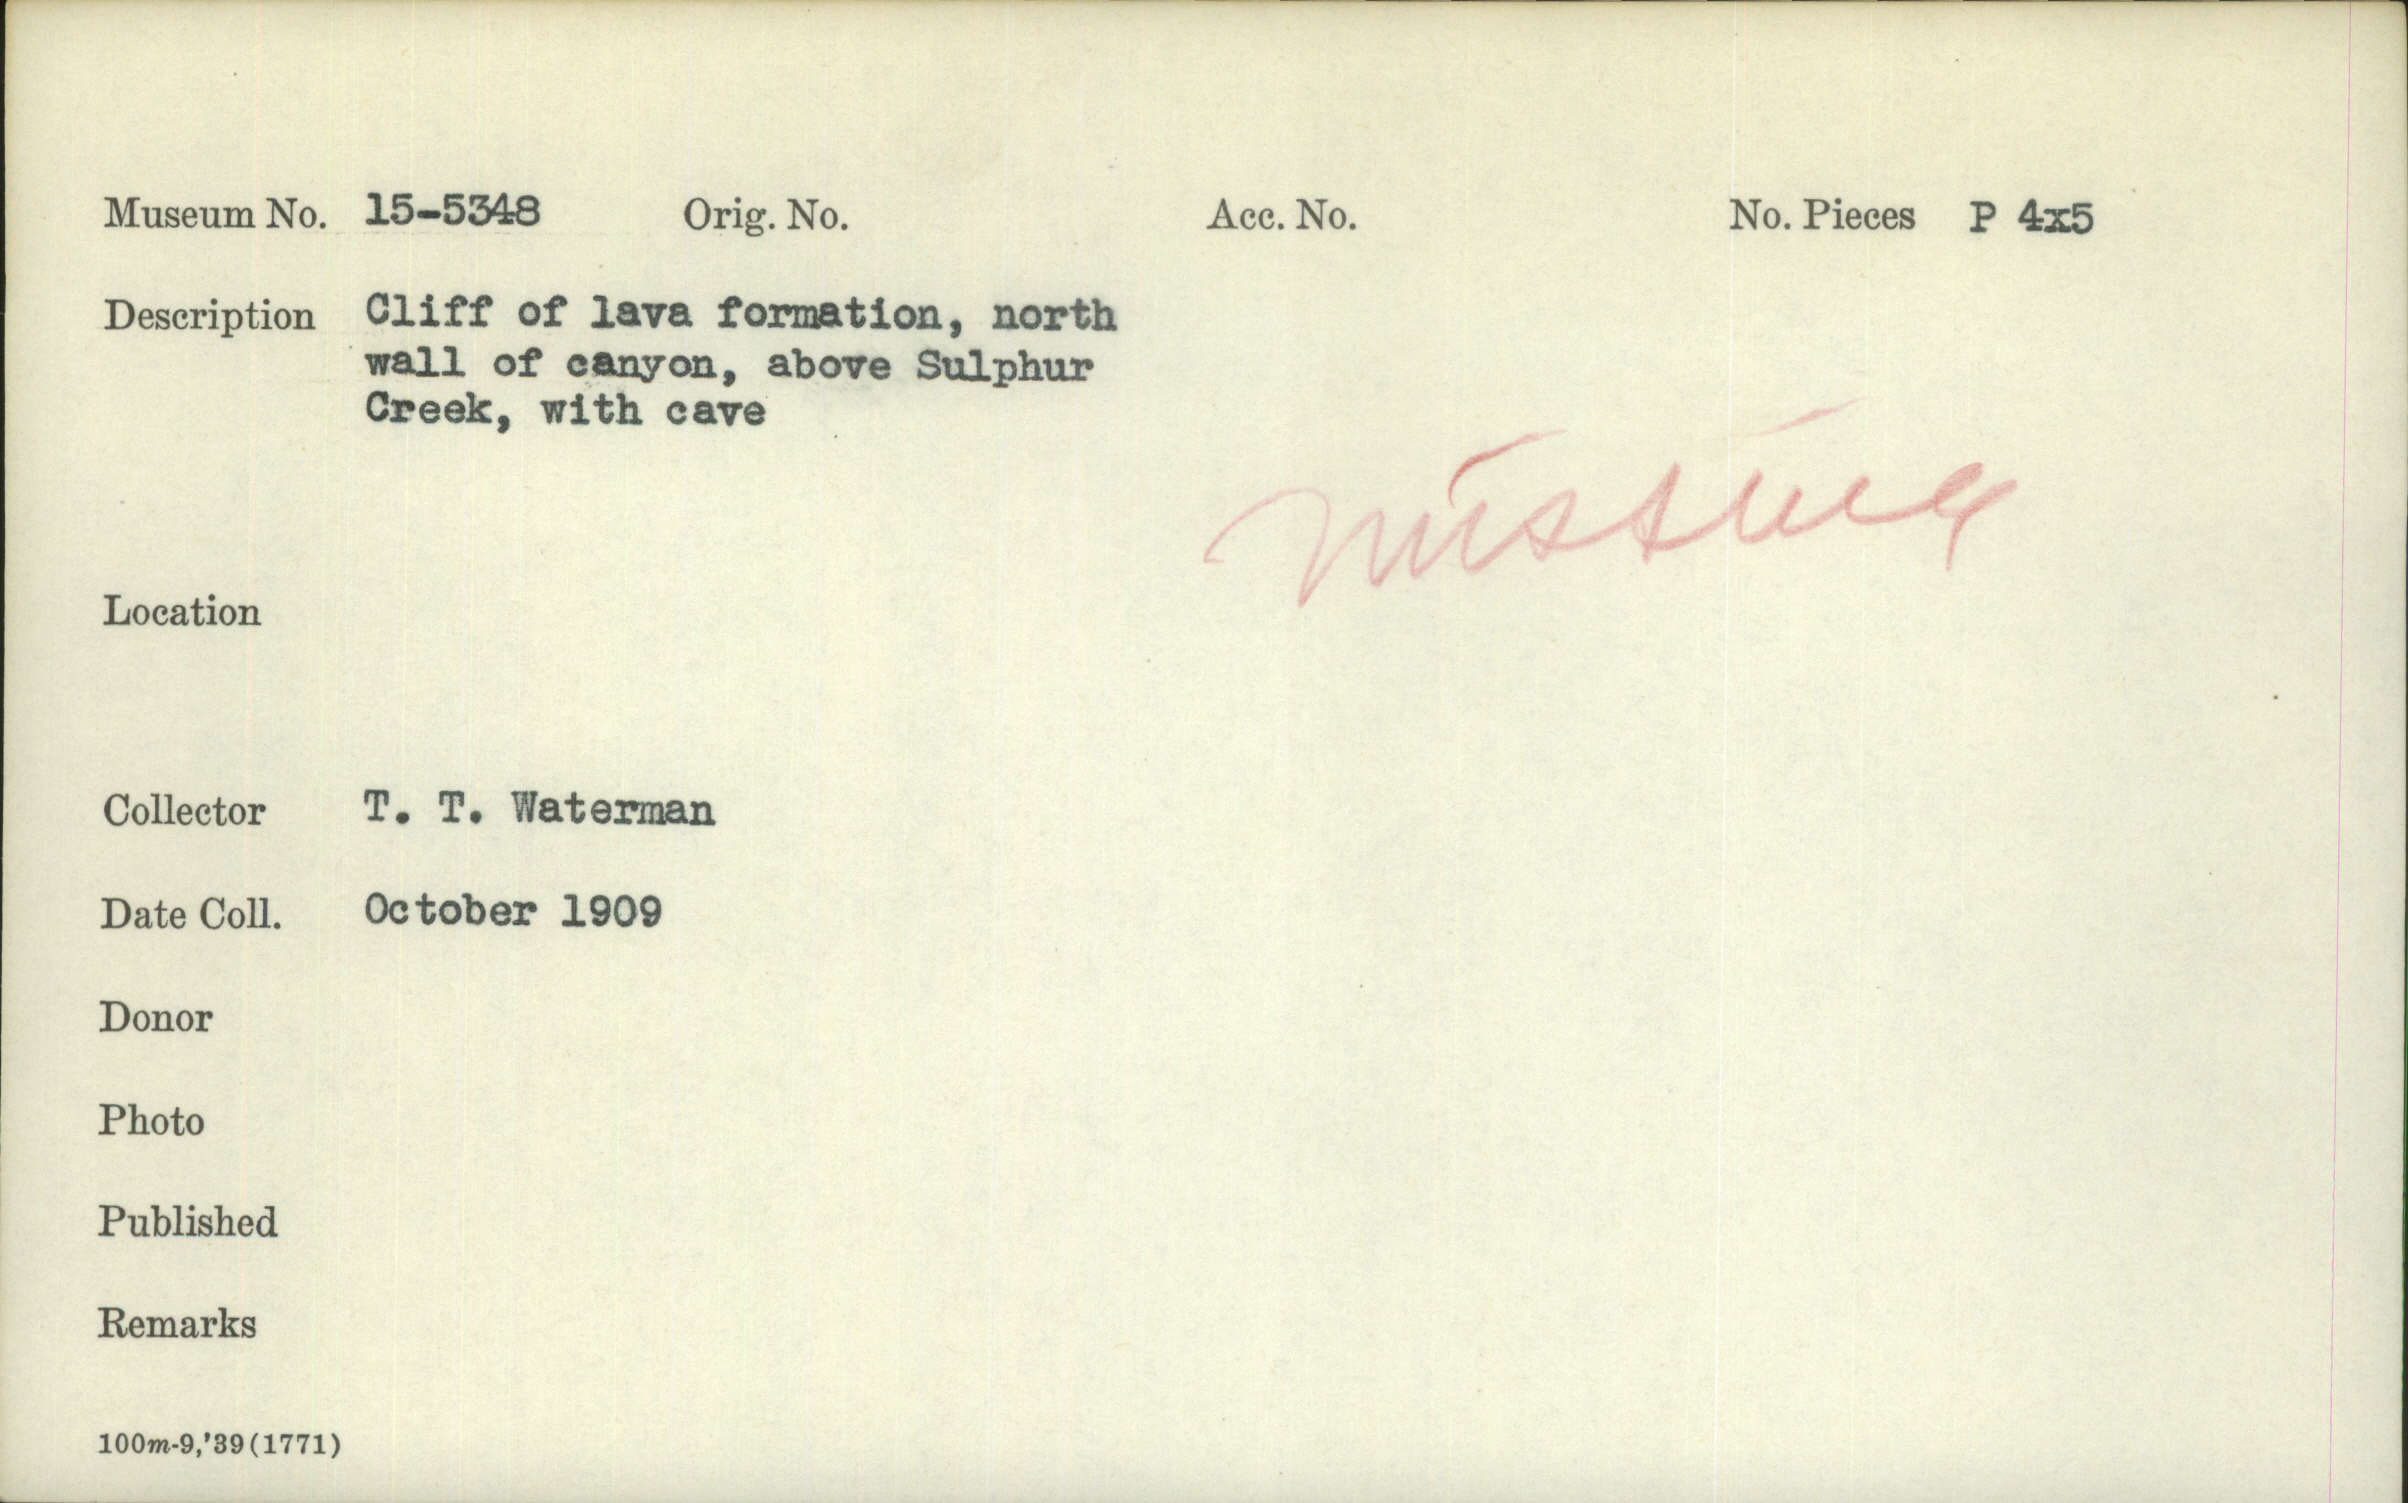 Museum No. 15-5348 Orig. No. Acc. No. No. Pieces P 4x5
Description Cliff of lava formation, north
wall of canyon, above Sulphur
Creek, with cave
missing
Location
Collector T. T. Waterman
Date Coll. October 1909
Donor
Photo
Published
Remarks
100m-9,'39(1771)